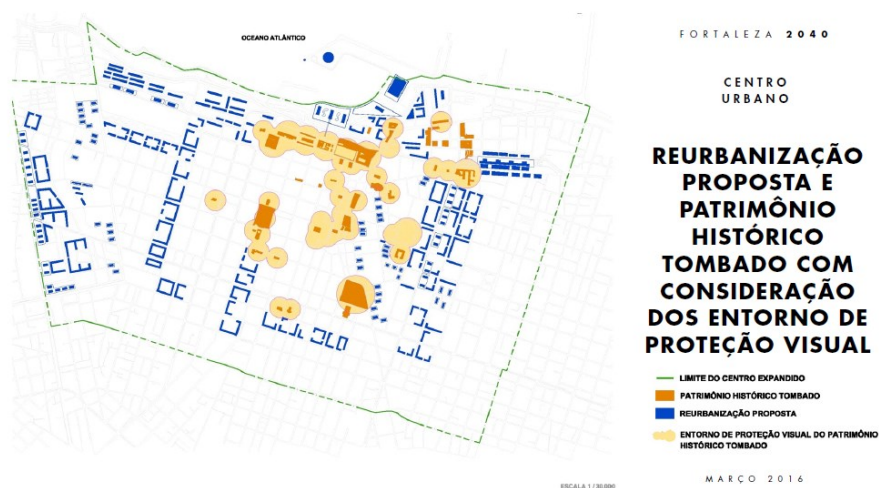 OCEANO ATLÂNTICO
FORTALEZA 2040
CENTRO
URBANO
REURBANIZAÇÃO
PROPOSTA E
PATRIMÔNIO
HISTÓRICO
TOMBADO COM
CONSIDERAÇÃO
DOS ENTORNO DE
PROTEÇÃO VISUAL
LIMITE DO CENTRO EXPANDIDO
PATRIMÔNIO HISTÓRICO TOMBADO
REURBANIZAÇÃO PROPOSTA
ENTORNO DE PROTEÇÃO VISUAL DO PATRIMÔNIO
HISTÓRICO TOMBADO
MARÇO 2016